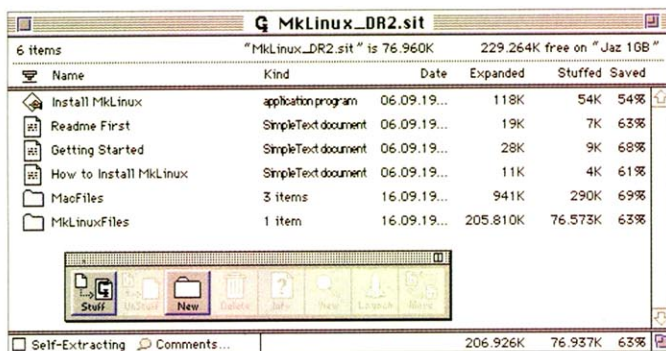 MkLinux_DR2.sit
6 items "MkLinux_DR2.sit" is 76.960K 229.264K free on "Jaz 1GB"
Name Kind Date Expanded Stuffed Saved
Install MkLinux application program 06.09.19... 118K 54K 54%
Readme First SimpleText document 06.09.19... 19K 7K 63%
Getting Started SimpleText document 06.09.19... 28K 9K 68%
How to Install MkLinux SimpleText document 06.09.19... 11K 4K 61%
MacFiles 3 items 16.09.19... 941K 290K 69%
MkLinuxFiles 1 item 16.09.19... 205.810K 76.573K 63%
Stuff UnStuff New Delete Info View Launch Move
Self-Extracting Comments... 206.926K 76.937K 63%